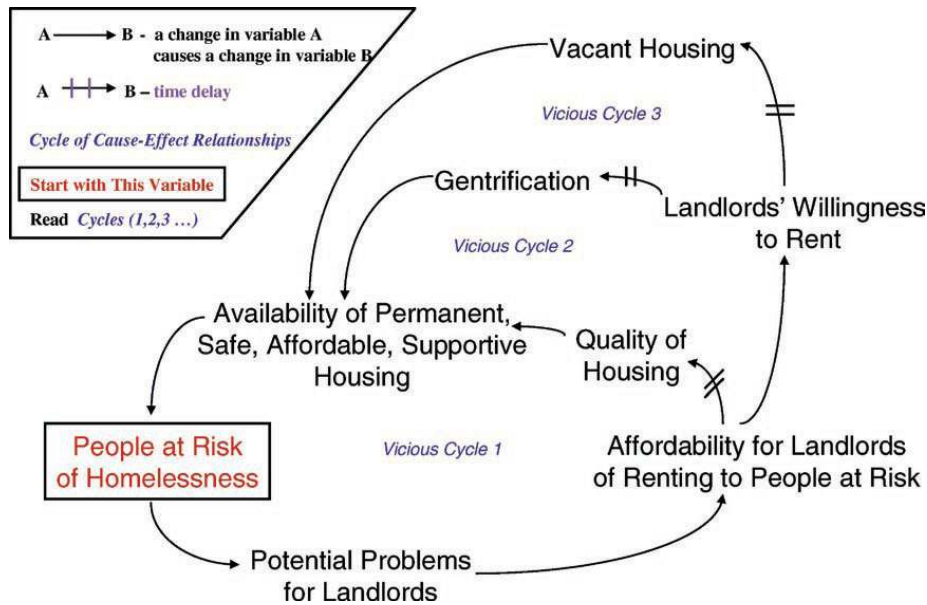 A B - a change in variable A
causes a change in variable B
A B – time delay
Cycle of Cause-Effect Relationships
Start with This Variable
Read Cycles (1,2,3 ...)
Vacant Housing
Vicious Cycle 3
Gentrification
Landlords' Willingness
to Rent
Vicious Cycle 2
Availability of Permanent,
Safe, Affordable, Supportive
Housing
Quality of
Housing
People at Risk
of Homelessness
Vicious Cycle 1
Affordability for Landlords
of Renting to People at Risk
Potential Problems
for Landlords